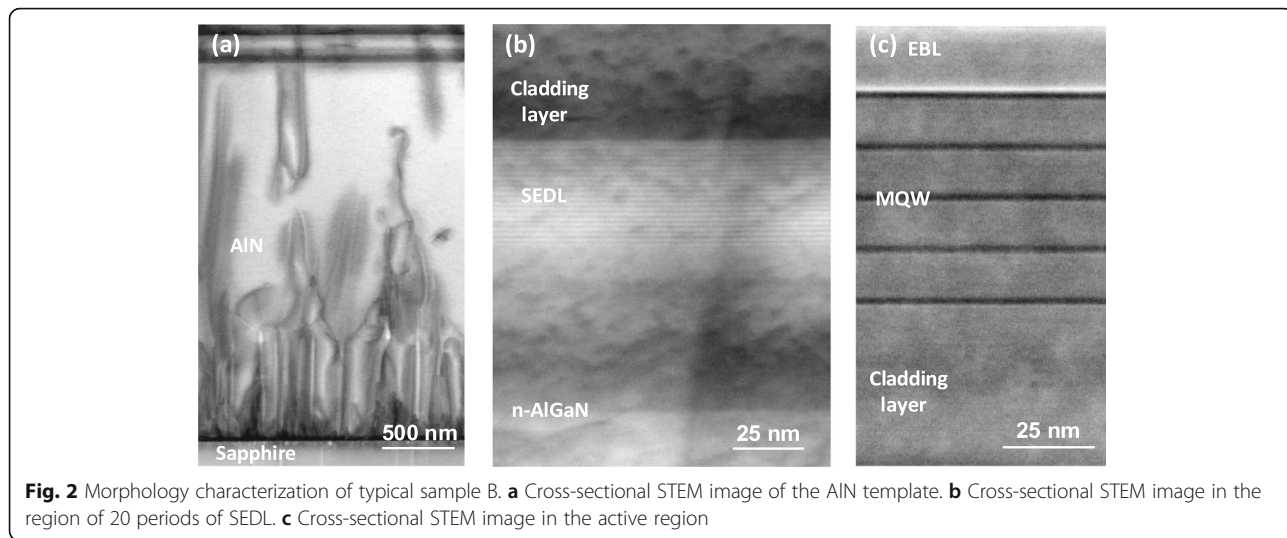 (a)
AlN
500 nm
Sapphire
(b)
Cladding
layer
SEDL
n-AlGaN
25 nm
(c) EBL
MQW
Cladding
layer
25 nm
Fig. 2 Morphology characterization of typical sample B. a Cross-sectional STEM image of the AlN template. b Cross-sectional STEM image in the
region of 20 periods of SEDL. c Cross-sectional STEM image in the active region